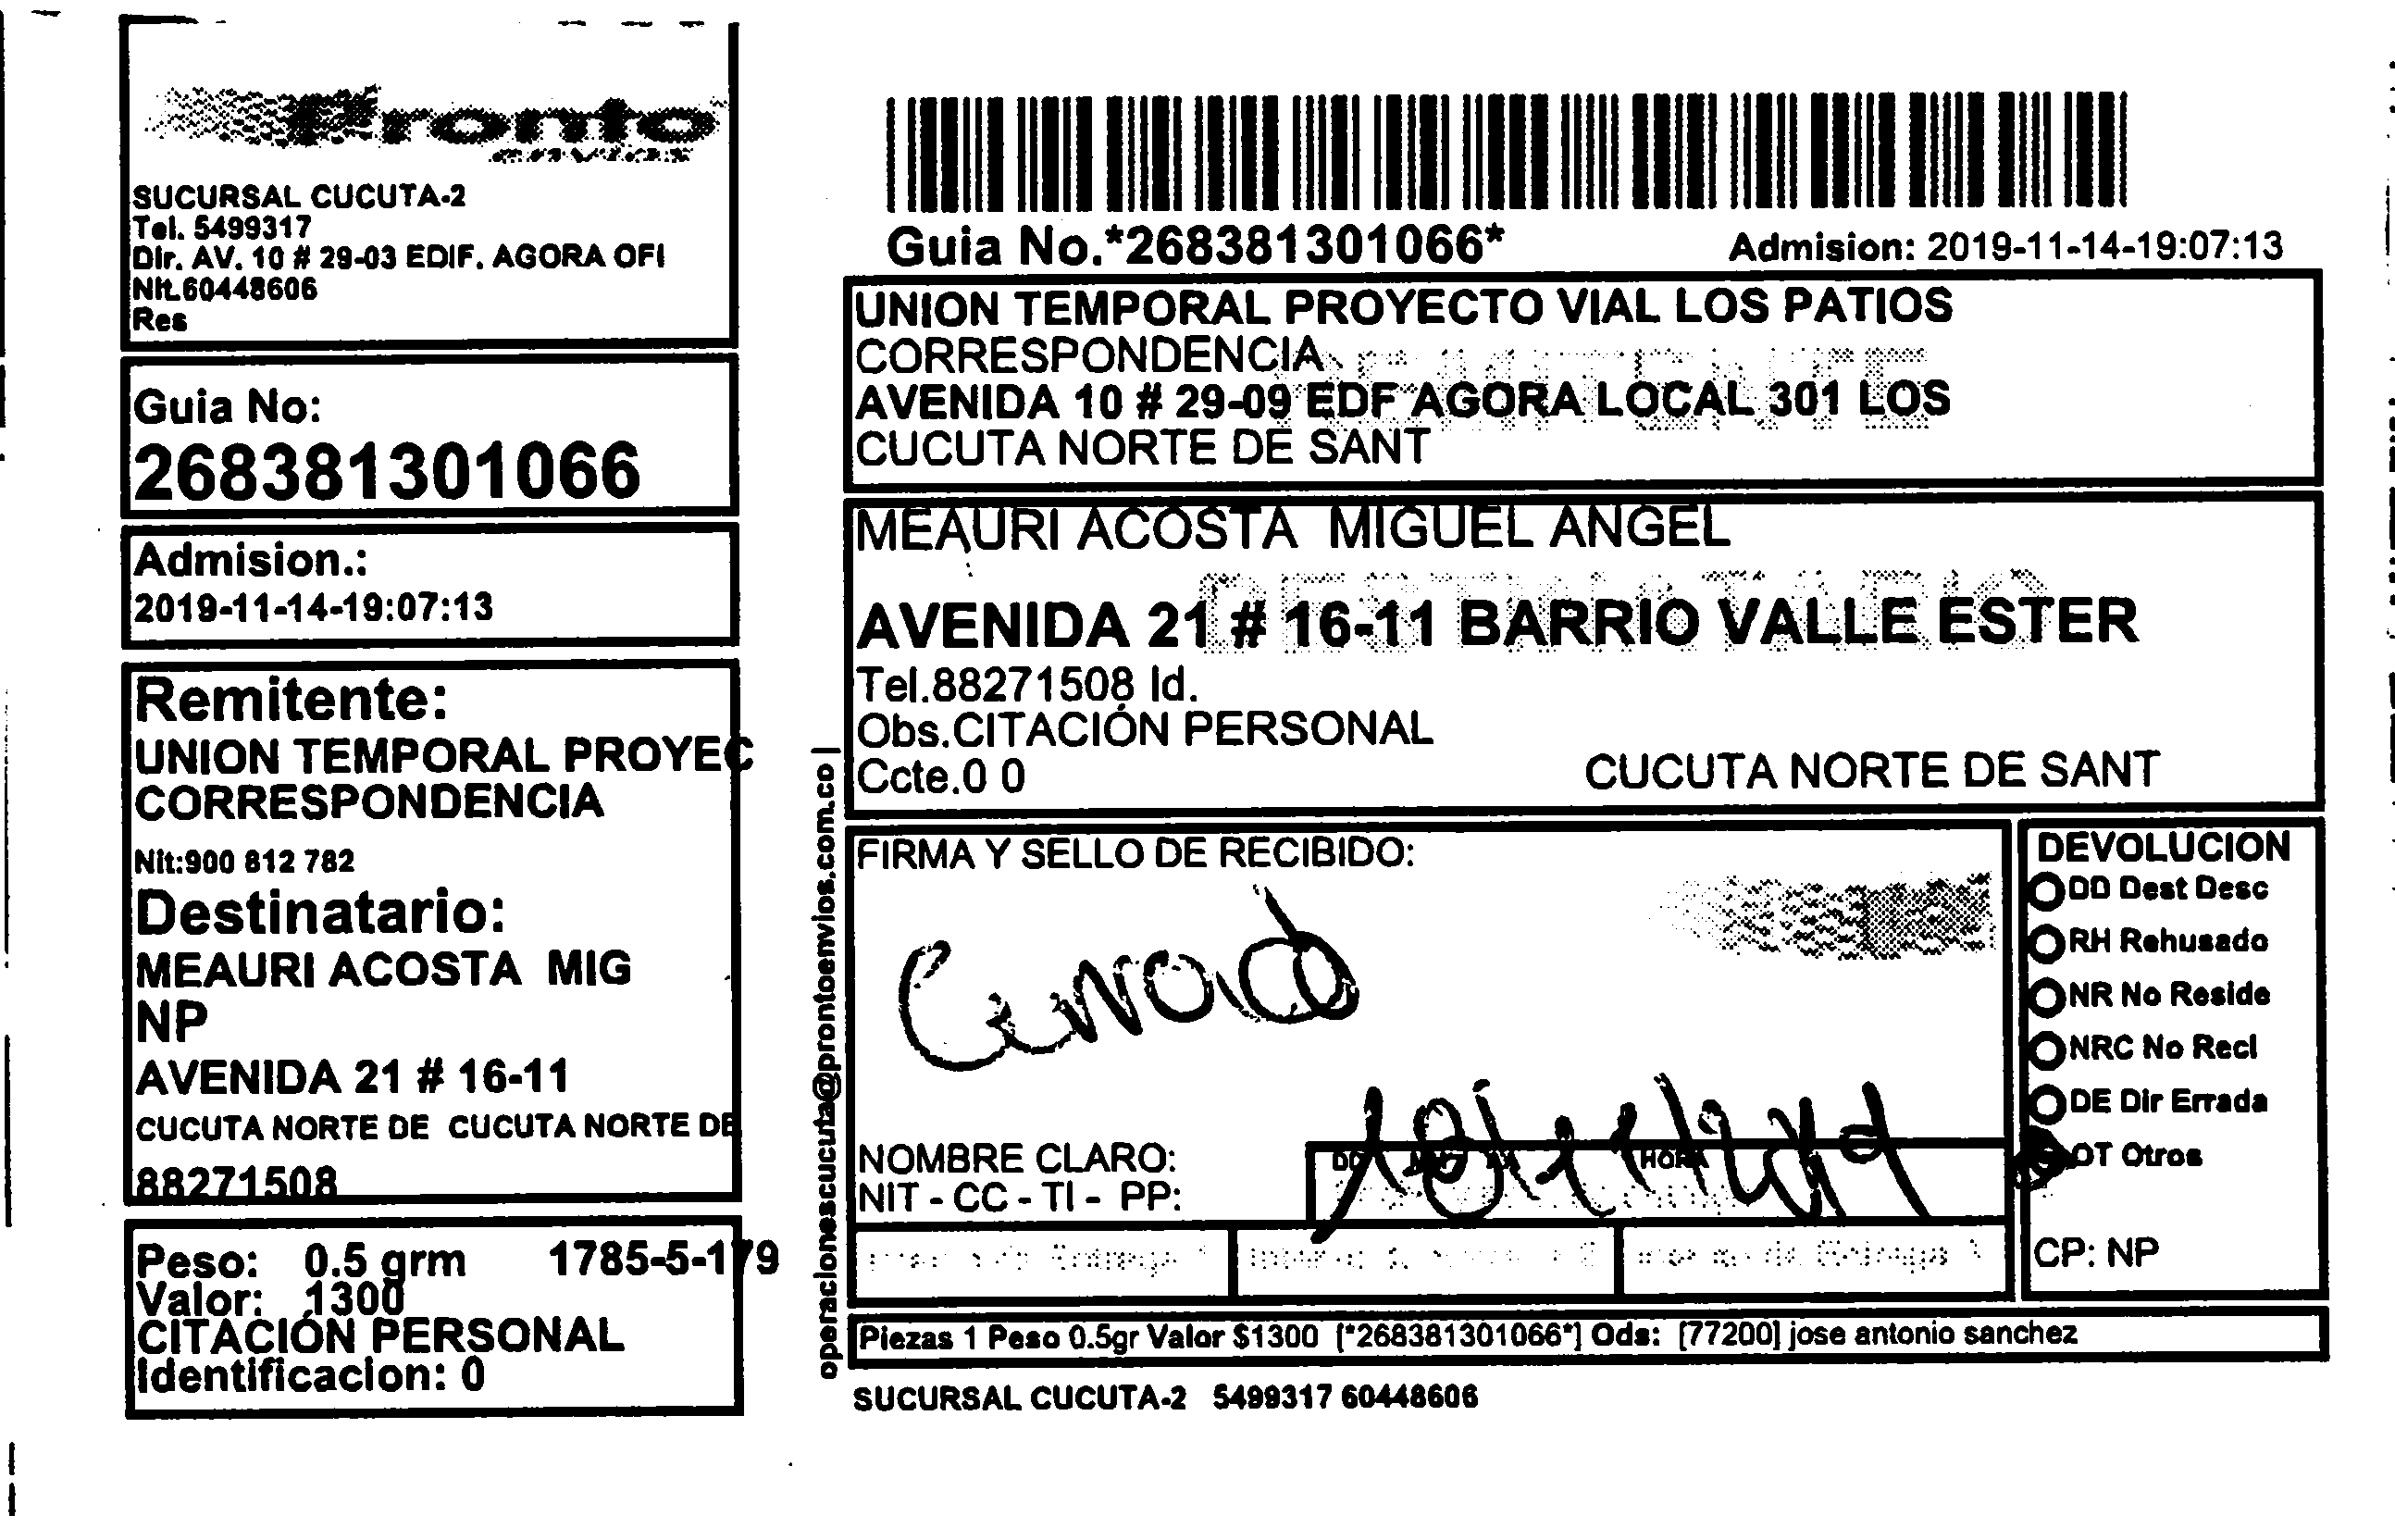 Pronto
envios
SUCURSAL CUCUTA-2
Tel. 5499317
Dir. AV. 10 # 29-03 EDIF. AGORA OFI
Nit.60448606
Res
Guia No:
268381301066
Admision.:
2019-11-14-19:07:13
Remitente:
UNION TEMPORAL PROYEC
CORRESPONDENCIA
Nit:900 812 782
Destinatario:
MEAURI ACOSTA MIG
NP
AVENIDA 21 # 16-11
CUCUTA NORTE DE CUCUTA NORTE DE
88271508
Peso: 0.5 grm 1785-5-179
Valor: 1300
CITACIÓN PERSONAL
Identificacion: 0
operacionescucuta@prontoenvios.com.co |
Guia No.*268381301066* Admision: 2019-11-14-19:07:13
UNION TEMPORAL PROYECTO VIAL LOS PATIOS
CORRESPONDENCIA
REMITENTE
AVENIDA 10 # 29-09 EDF AGORA LOCAL 301 LOS
CUCUTA NORTE DE SANT
MEAURI ACOSTA MIGUEL ANGEL
DESTINATARIO
AVENIDA 21 # 16-11 BARRIO VALLE ESTER
Tel.88271508 Id.
Obs.CITACIÓN PERSONAL
Ccte.0 0 CUCUTA NORTE DE SANT
FIRMA Y SELLO DE RECIBIDO:
Cerrado
NOMBRE CLARO:
NIT - CC - TI - PP:
HORA
DEVOLUCION
DD Dest Desc
RH Rehusado
NR No Reside
NRC No Recl
DE Dir Errada
OT Otros
CP: NP
Piezas 1 Peso 0.5gr Valor $1300 [*268381301066*] Ods: [77200] jose antonio sanchez
SUCURSAL CUCUTA-2 5499317 60448606